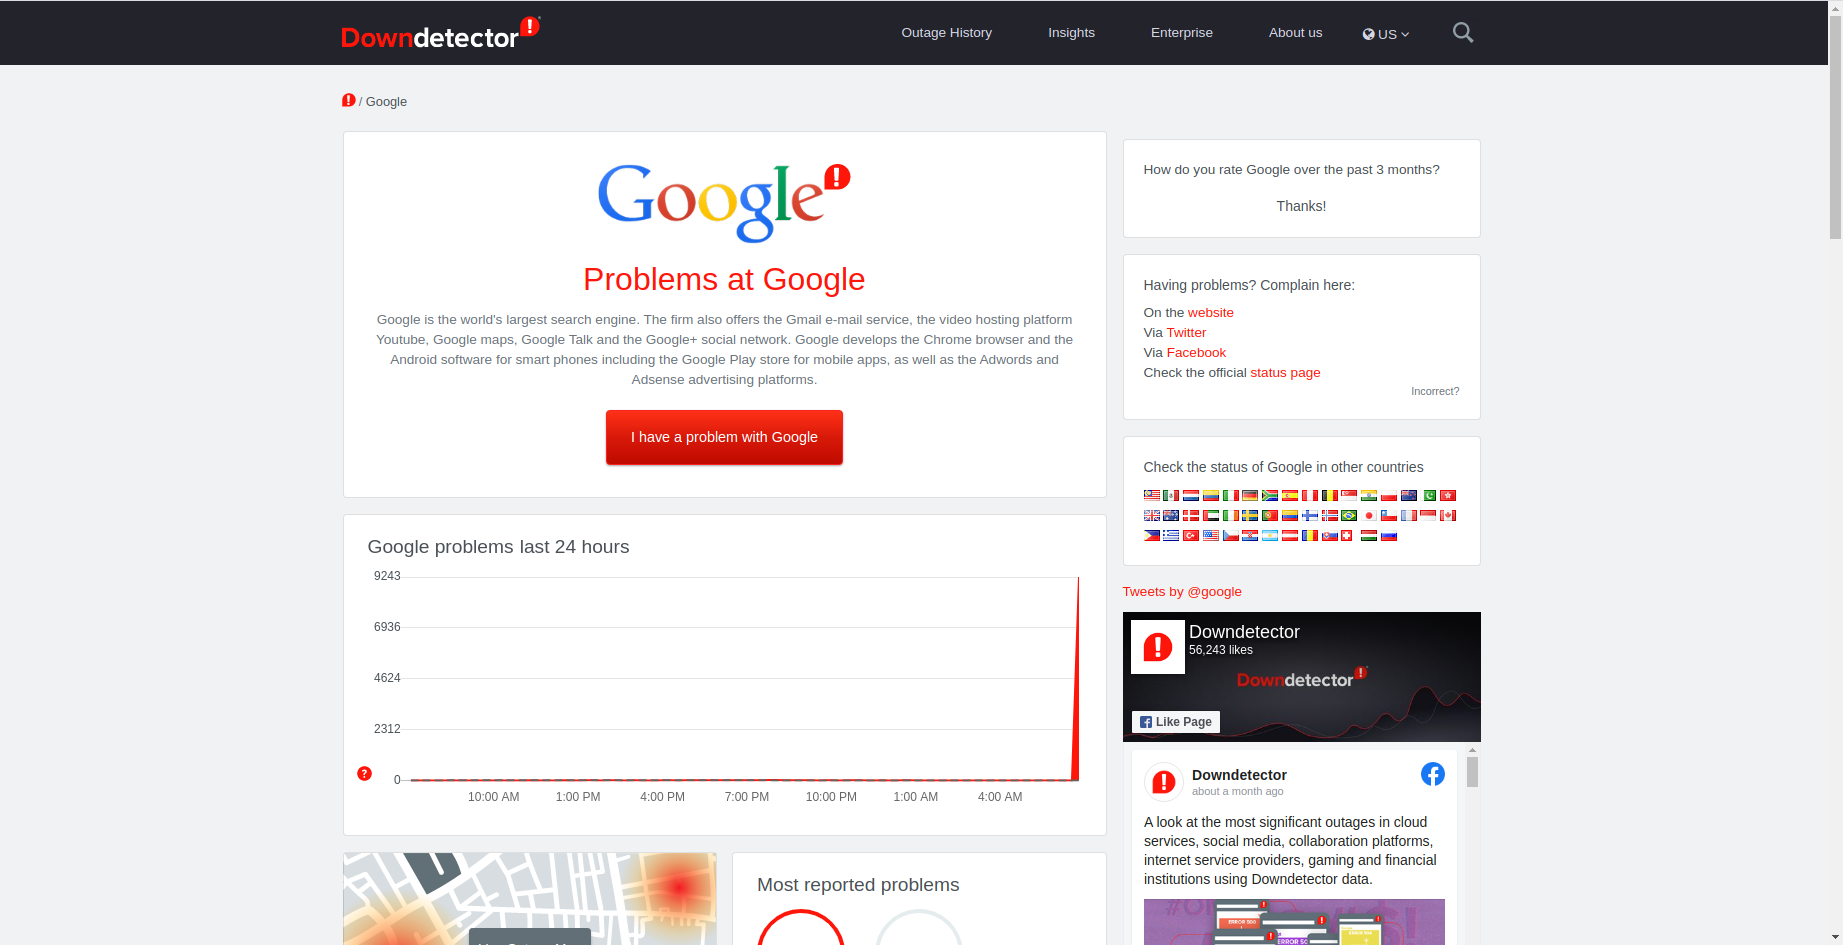 Downdetector
Outage History
Insights
Enterprise
About us
US
/ Google
Google
Problems at Google
Google is the world's largest search engine. The firm also offers the Gmail e-mail service, the video hosting platform
Youtube, Google maps, Google Talk and the Google+ social network. Google develops the Chrome browser and the
Android software for smart phones including the Google Play store for mobile apps, as well as the Adwords and
Adsense advertising platforms.
I have a problem with Google
Google problems last 24 hours
9243
6936
4624
2312
0
10:00 AM
1:00 PM
4:00 PM
7:00 PM
10:00 PM
1:00 AM
4:00 AM
Most reported problems
How do you rate Google over the past 3 months?
Thanks!
Having problems? Complain here:
On the website
Via Twitter
Via Facebook
Check the official status page
Incorrect?
Check the status of Google in other countries
Tweets by @google
Downdetector
56,243 likes
Downdetector
Like Page
Downdetector
about a month ago
A look at the most significant outages in cloud
services, social media, collaboration platforms,
internet service providers, gaming and financial
institutions using Downdetector data.
ERROR 500